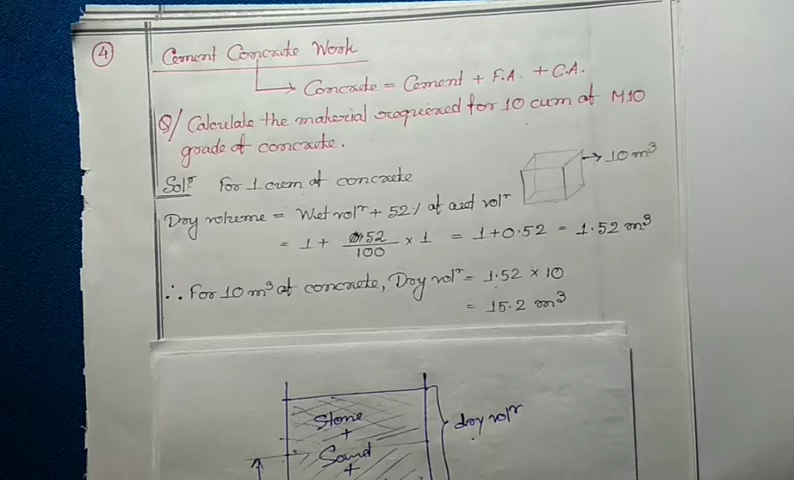 4
Cement Concrete Work
Concrete = Cement + F.A. + C.A.
Q/ Calculate the material required for 10 cum of M10
grade of concrete.
Solⁿ For 1 cum of concrete
10 m³
Dry volume = Wet volⁿ + 52% of wet volⁿ
= 1 + 52/100 × 1 = 1+0.52 = 1.52 m³
∴ For 10 m³ of concrete, Dry volⁿ = 1.52 × 10
= 15.2 m³
Stone
+
Sand
+
dry volⁿ